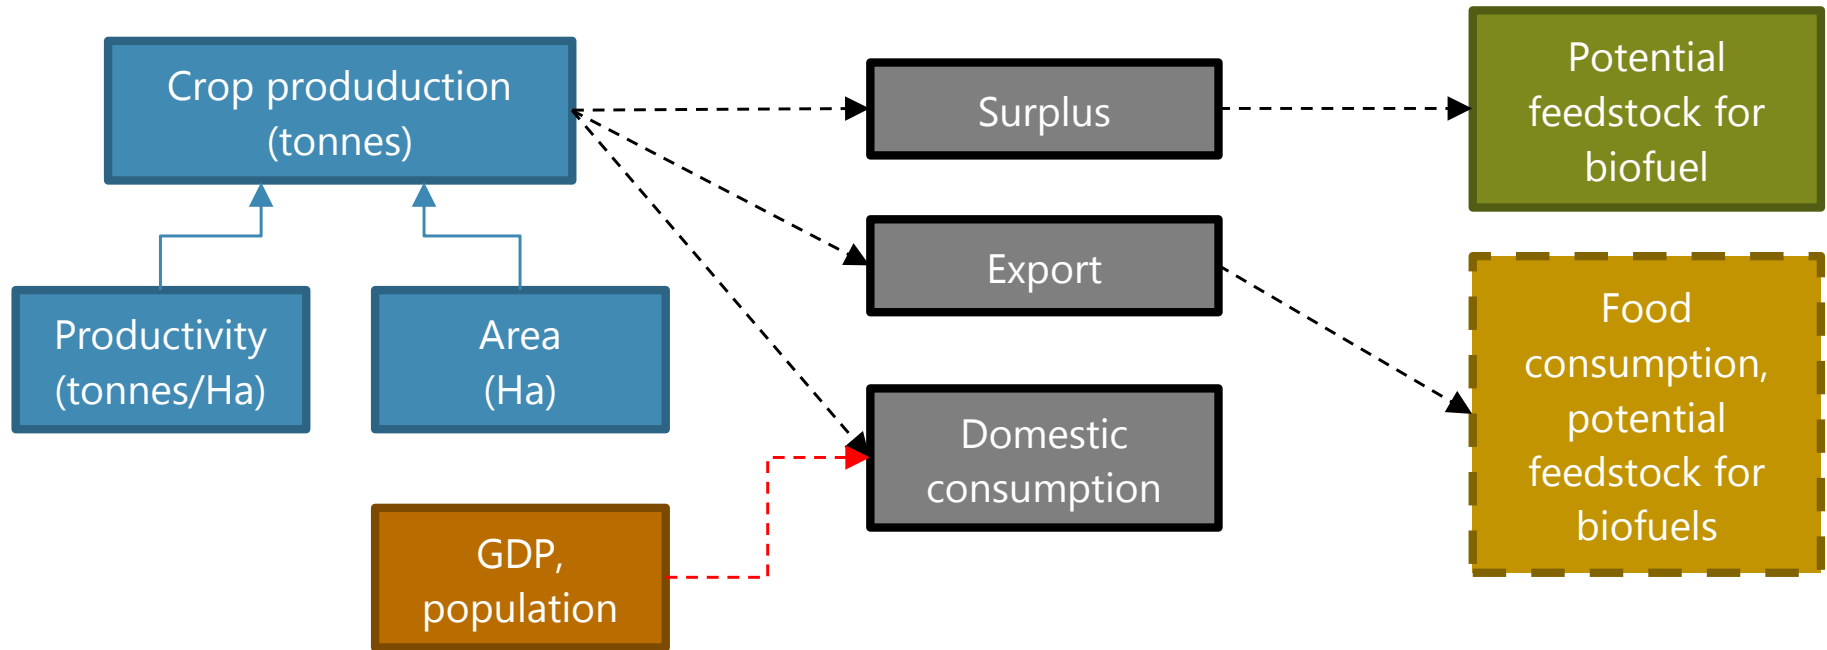 Crop produduction
(tonnes)
Surplus
Potential
feedstock for
biofuel
Export
Productivity
(tonnes/Ha)
Area
(Ha)
Food
consumption,
potential
feedstock for
biofuels
Domestic
consumption
GDP,
population